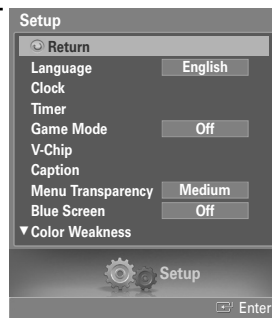 Setup
Return
Language English
Clock
Timer
Game Mode Off
V-Chip
Caption
Menu Transparency Medium
Blue Screen Off
▼Color Weakness
Setup
Enter